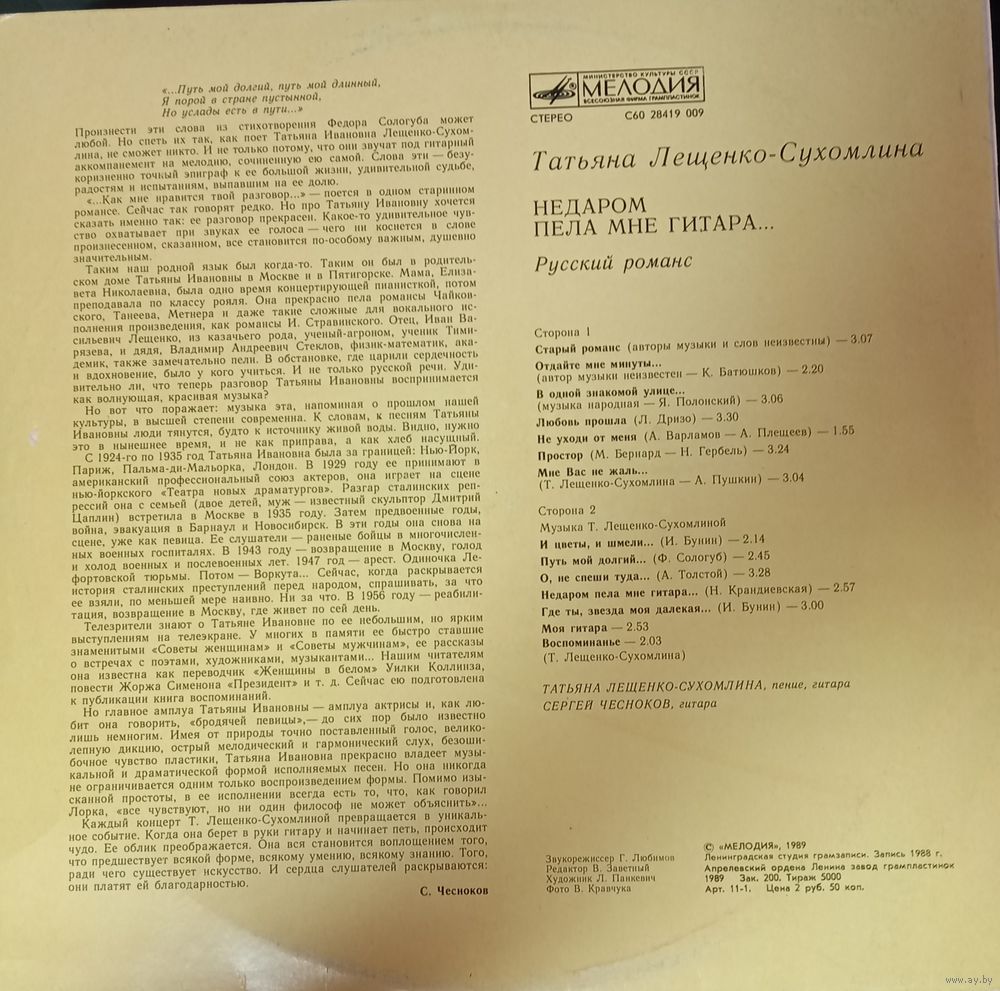 «...Путь мой долгий, путь мой длинный,
Я порой в стране пустынной,
Но услады есть в пути...»
Произнести эти слова из стихотворения Федора Сологуба может
любой. Но спеть их так, как поет Татьяна Ивановна Лещенко-Сухом-
лина, не сможет никто. И не только потому, что они звучат под гитарный
аккомпанемент на мелодию, сочиненную ею самой. Слова эти — безу-
коризненно точный эпиграф к ее большой жизни, удивительной судьбе,
радостям и испытаниям, выпавшим на ее долю.
«...Как мне нравится твой разговор...» — поется в одном старинном
романсе. Сейчас так говорят редко. Но про Татьяну Ивановну хочется
сказать именно так: ее разговор прекрасен. Какое-то удивительное чув-
ство охватывает при звуках ее голоса — чего ни коснется в слове
произнесенном, сказанном, все становится по-особому важным, душевно
значительным.
Таким наш родной язык был когда-то. Таким он был в родитель-
ском доме Татьяны Ивановны в Москве и в Пятигорске. Мама, Елиза-
вета Николаевна, была одно время концертирующей пианисткой, потом
преподавала по классу рояля. Она прекрасно пела романсы Чайков-
ского, Танеева, Метнера и даже такие сложные для вокального ис-
полнения произведения, как романсы И. Стравинского. Отец, Иван Ва-
сильевич Лещенко, из казачьего рода, ученый-агроном, ученик Тими-
рязева, и дядя, Владимир Андреевич Стеклов, физик-математик, ака-
демик, также замечательно пели. В обстановке, где царили сердечность
и вдохновение, было у кого учиться. И не только русской речи. Уди-
вительно ли, что теперь разговор Татьяны Ивановны воспринимается
как волнующая, красивая музыка?
Но вот что поражает: музыка эта, напоминая о прошлом нашей
культуры, в высшей степени современна. К словам, к песням Татьяны
Ивановны люди тянутся, будто к источнику живой воды. Видно, нужно
это в нынешнее время, и не как приправа, а как хлеб насущный.
С 1924-го по 1935 год Татьяна Ивановна была за границей: Нью-Йорк,
Париж, Пальма-ди-Мальорка, Лондон. В 1929 году ее принимают в
американский профессиональный союз актеров, она играет на сцене
нью-йоркского «Театра новых драматургов». Разгар сталинских реп-
рессий она с семьей (двое детей, муж — известный скульптор Дмитрий
Цаплин) встретила в Москве в 1935 году. Затем предвоенные годы,
война, эвакуация в Барнаул и Новосибирск. В эти годы она снова на
сцене, уже как певица. Ее слушатели — раненые бойцы в многочислен-
ных военных госпиталях. В 1943 году — возвращение в Москву, голод
и холод военных и послевоенных лет. 1947 год — арест. Одиночка Ле-
фортовской тюрьмы. Потом — Воркута... Сейчас, когда раскрывается
история сталинских преступлений перед народом, спрашивать, за что
ее взяли, по меньшей мере наивно. Ни за что. В 1956 году — реабили-
тация, возвращение в Москву, где живет по сей день.
Телезрители знают о Татьяне Ивановне по ее небольшим, но ярким
выступлениям на телеэкране. У многих в памяти ее быстро ставшие
знаменитыми «Советы женщинам» и «Советы мужчинам», ее рассказы
о встречах с поэтами, художниками, музыкантами... Нашим читателям
она известна как переводчик «Женщины в белом» Уилки Коллинза,
повести Жоржа Сименона «Президент» и т. д. Сейчас ею подготовлена
к публикации книга воспоминаний.
Но главное амплуа Татьяны Ивановны — амплуа актрисы и, как лю-
бит она говорить, «бродячей певицы»,— до сих пор было известно
лишь немногим. Имея от природы точно поставленный голос, велико-
лепную дикцию, острый мелодический и гармонический слух, безоши-
бочное чувство пластики, Татьяна Ивановна прекрасно владеет музы-
кальной и драматической формой исполняемых песен. Но она никогда
не ограничивается одним только воспроизведением формы. Помимо изы-
сканной простоты, в ее исполнении всегда есть то, что, как говорил
Лорка, «все чувствуют, но ни один философ не может объяснить»...
Каждый концерт Т. Лещенко-Сухомлиной превращается в уникаль-
ное событие. Когда она берет в руки гитару и начинает петь, происходит
чудо. Ее облик преображается. Она вся становится воплощением того,
что предшествует всякой форме, всякому умению, всякому знанию. Того,
ради чего существует искусство. И сердца слушателей раскрываются:
они платят ей благодарностью.
С. Чесноков
МИНИСТЕРСТВО КУЛЬТУРЫ СССР
МЕЛОДИЯ
ВСЕСОЮЗНАЯ ФИРМА ГРАМПЛАСТИНОК
СТЕРЕО С60 28419 009
Татьяна Лещенко-Сухомлина
НЕДАРОМ
ПЕЛА МНЕ ГИТАРА...
Русский романс
Сторона 1
Старый романс (авторы музыки и слов неизвестны) — 3.07
Отдайте мне минуты...
(автор музыки неизвестен — К. Батюшков) — 2.20
В одной знакомой улице...
(музыка народная — Я. Полонский) — 3.06
Любовь прошла (Л. Дризо) — 3.30
Не уходи от меня (А. Варламов — А. Плещеев) — 1.55
Простор (М. Бернард — Н. Гербель) — 3.24
Мне Вас не жаль...
(Т. Лещенко-Сухомлина — А. Пушкин) — 3.04
Сторона 2
Музыка Т. Лещенко-Сухомлиной
И цветы, и шмели... (И. Бунин) — 2.14
Путь мой долгий... (Ф. Сологуб) — 2.45
О, не спеши туда... (А. Толстой) — 3.28
Недаром пела мне гитара... (Н. Крандиевская) — 2.57
Где ты, звезда моя далекая... (И. Бунин) — 3.00
Моя гитара — 2.53
Воспоминанье — 2.03
(Т. Лещенко-Сухомлина)
ТАТЬЯНА ЛЕЩЕНКО-СУХОМЛИНА, пение, гитара
СЕРГЕЙ ЧЕСНОКОВ, гитара
Звукорежиссер Г. Любимов
Редактор В. Заветный
Художник Л. Панкевич
Фото В. Кравчука
© «МЕЛОДИЯ», 1989
Ленинградская студия грамзаписи. Запись 1988 г.
Апрелевский ордена Ленина завод грампластинок
1989 Зак. 200. Тираж 5000
Арт. 11-1. Цена 2 руб. 50 коп.
www.ay.by